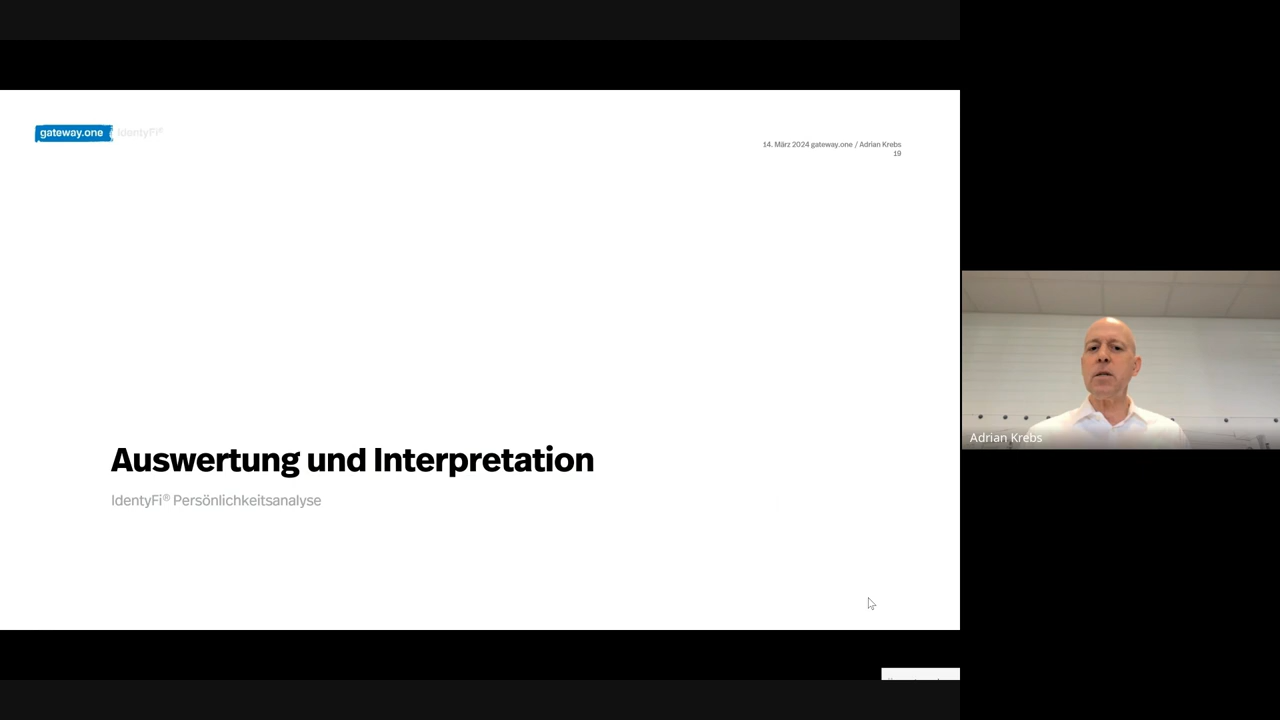 gateway.one IdentyFi®
14. März 2024 gateway.one / Adrian Krebs
19
Auswertung und Interpretation
IdentyFi® Persönlichkeitsanalyse
Adrian Krebs